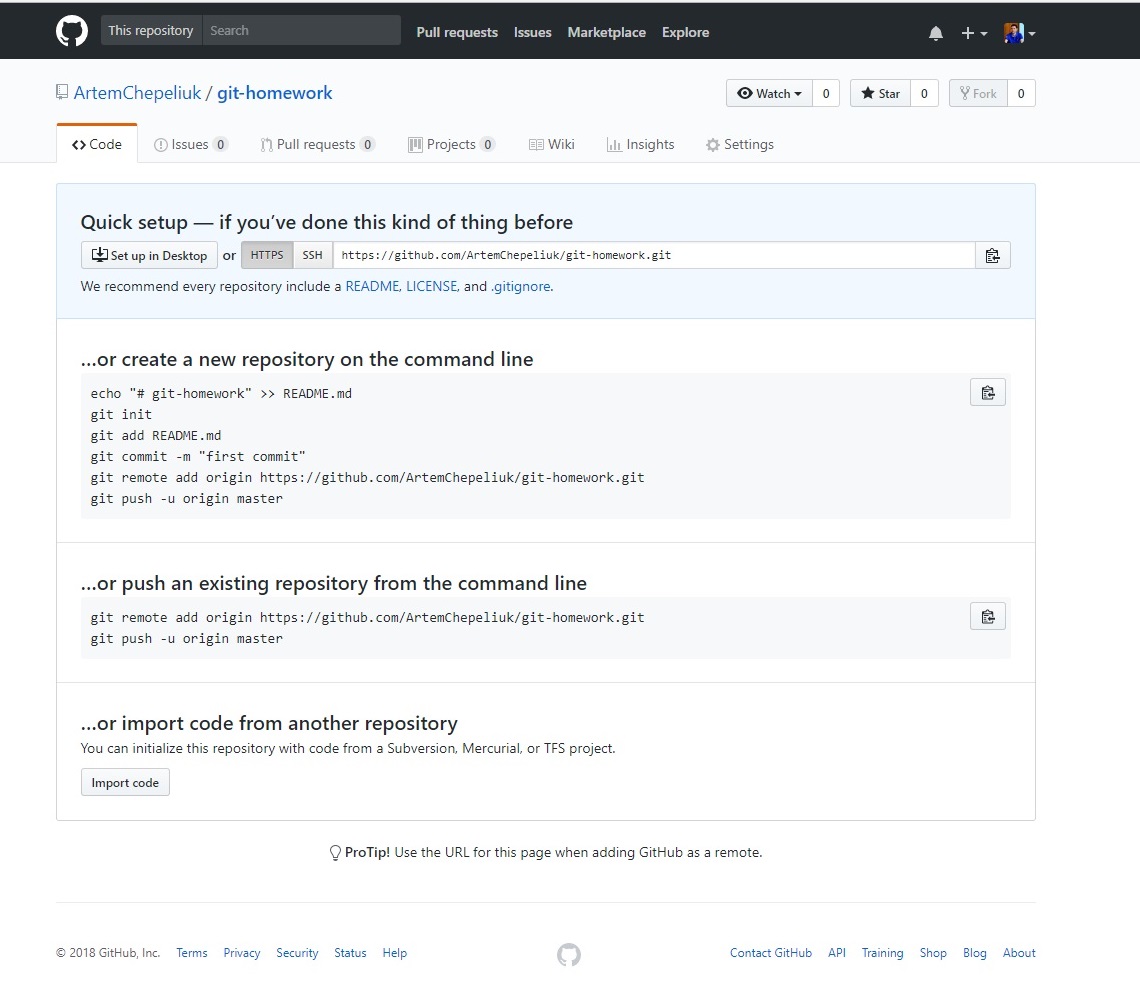 This repository Search Pull requests Issues Marketplace Explore
ArtemChepeliuk / git-homework Watch 0 Star 0 Fork 0
Code Issues 0 Pull requests 0 Projects 0 Wiki Insights Settings
Quick setup — if you’ve done this kind of thing before
Set up in Desktop or HTTPS SSH https://github.com/ArtemChepeliuk/git-homework.git
We recommend every repository include a README, LICENSE, and .gitignore.
…or create a new repository on the command line
echo "# git-homework" >> README.md
git init
git add README.md
git commit -m "first commit"
git remote add origin https://github.com/ArtemChepeliuk/git-homework.git
git push -u origin master
…or push an existing repository from the command line
git remote add origin https://github.com/ArtemChepeliuk/git-homework.git
git push -u origin master
…or import code from another repository
You can initialize this repository with code from a Subversion, Mercurial, or TFS project.
Import code
ProTip! Use the URL for this page when adding GitHub as a remote.
© 2018 GitHub, Inc. Terms Privacy Security Status Help Contact GitHub API Training Shop Blog About